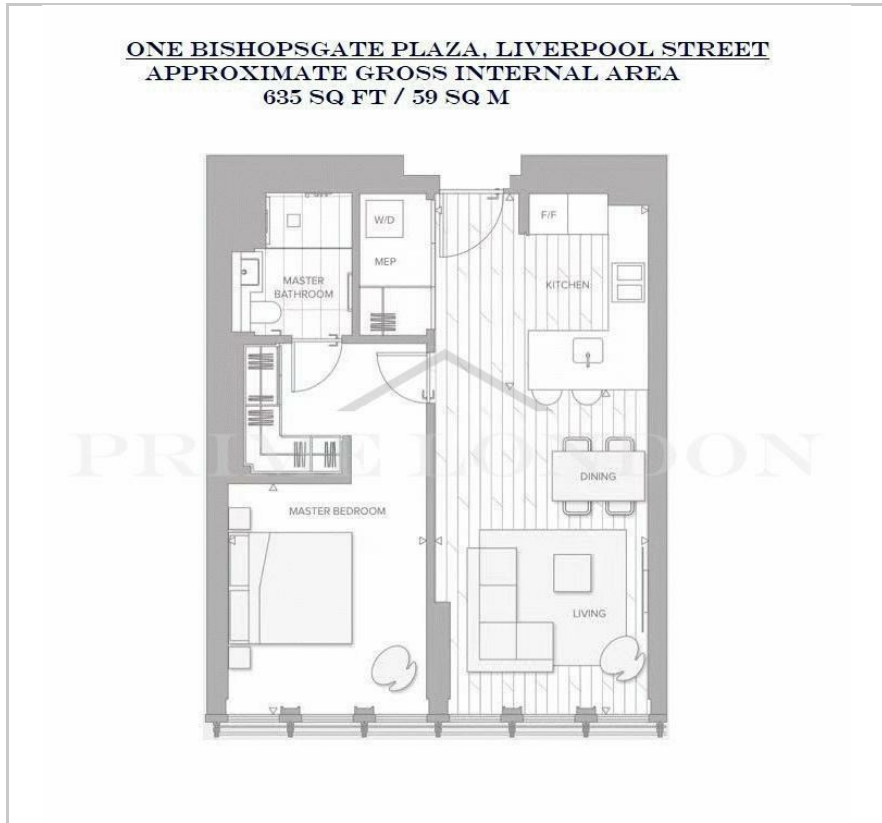 ONE BISHOPSGATE PLAZA, LIVERPOOL STREET
APPROXIMATE GROSS INTERNAL AREA
635 SQ FT / 59 SQ M
W/D
F/F
MEP
MASTER
BATHROOM
KITCHEN
PRIME LONDON
DINING
MASTER BEDROOM
LIVING